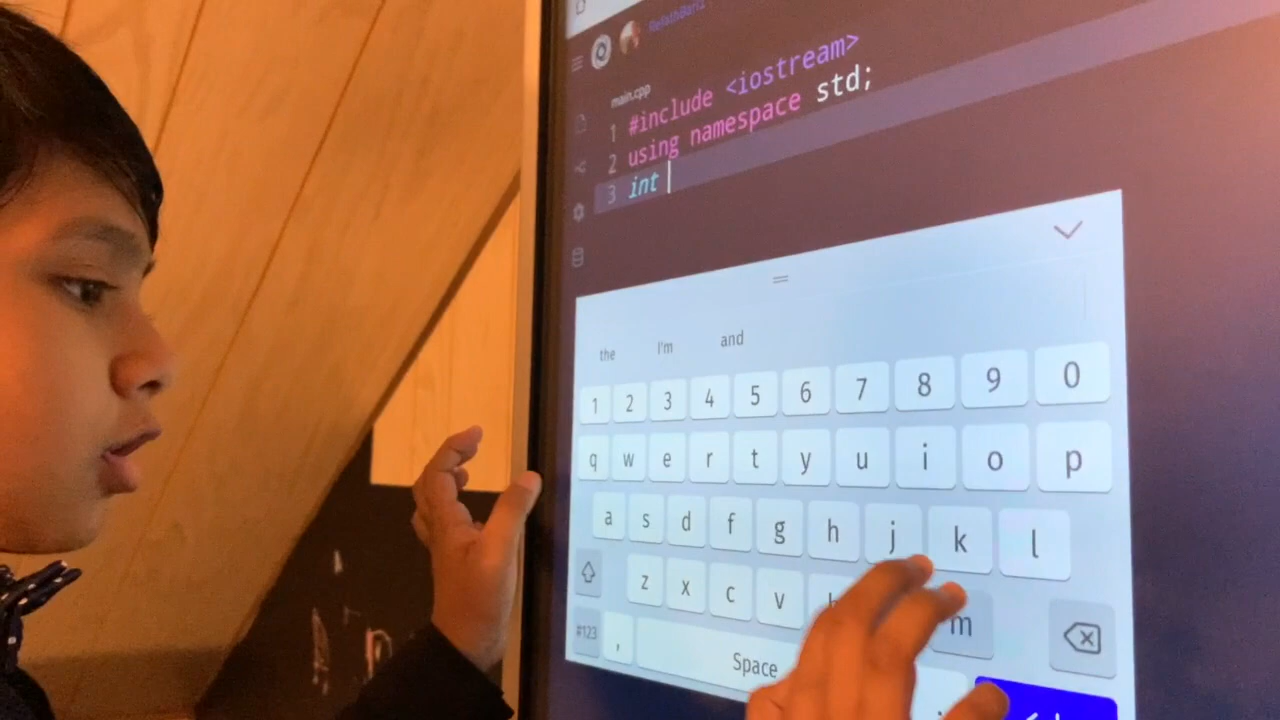 main.cpp
1 #include <iostream>
2 using namespace std;
3 int
the I'm and
1 2 3 4 5 6 7 8 9 0
q w e r t y u i o p
a s d f g h j k l
z x c v m
#123 , Space